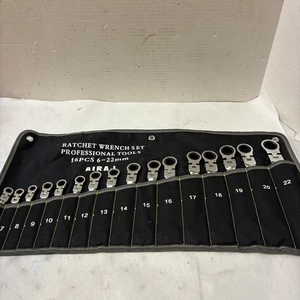 RATCHET WRENCH SET
PROFESSIONAL TOOLS
16PCS 6-22mm
AIRAJ
7 8 9 10 11 12 13 14 15 16 17 18 19 20 22